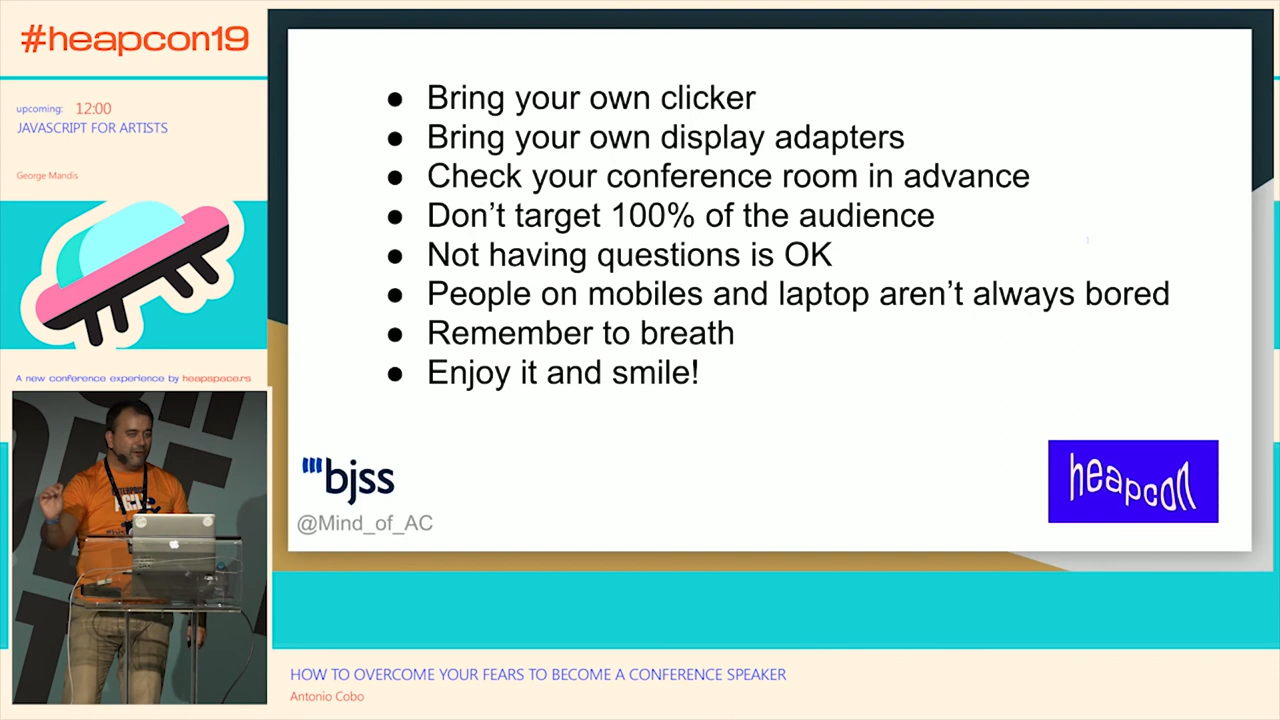 #heapcon19
upcoming: 12:00
JAVASCRIPT FOR ARTISTS
George Mandis
A new conference experience by heapspace.rs
● Bring your own clicker
● Bring your own display adapters
● Check your conference room in advance
● Don’t target 100% of the audience
● Not having questions is OK
● People on mobiles and laptop aren’t always bored
● Remember to breath
● Enjoy it and smile!
bjss
@Mind_of_AC
heapcon
HOW TO OVERCOME YOUR FEARS TO BECOME A CONFERENCE SPEAKER
Antonio Cobo